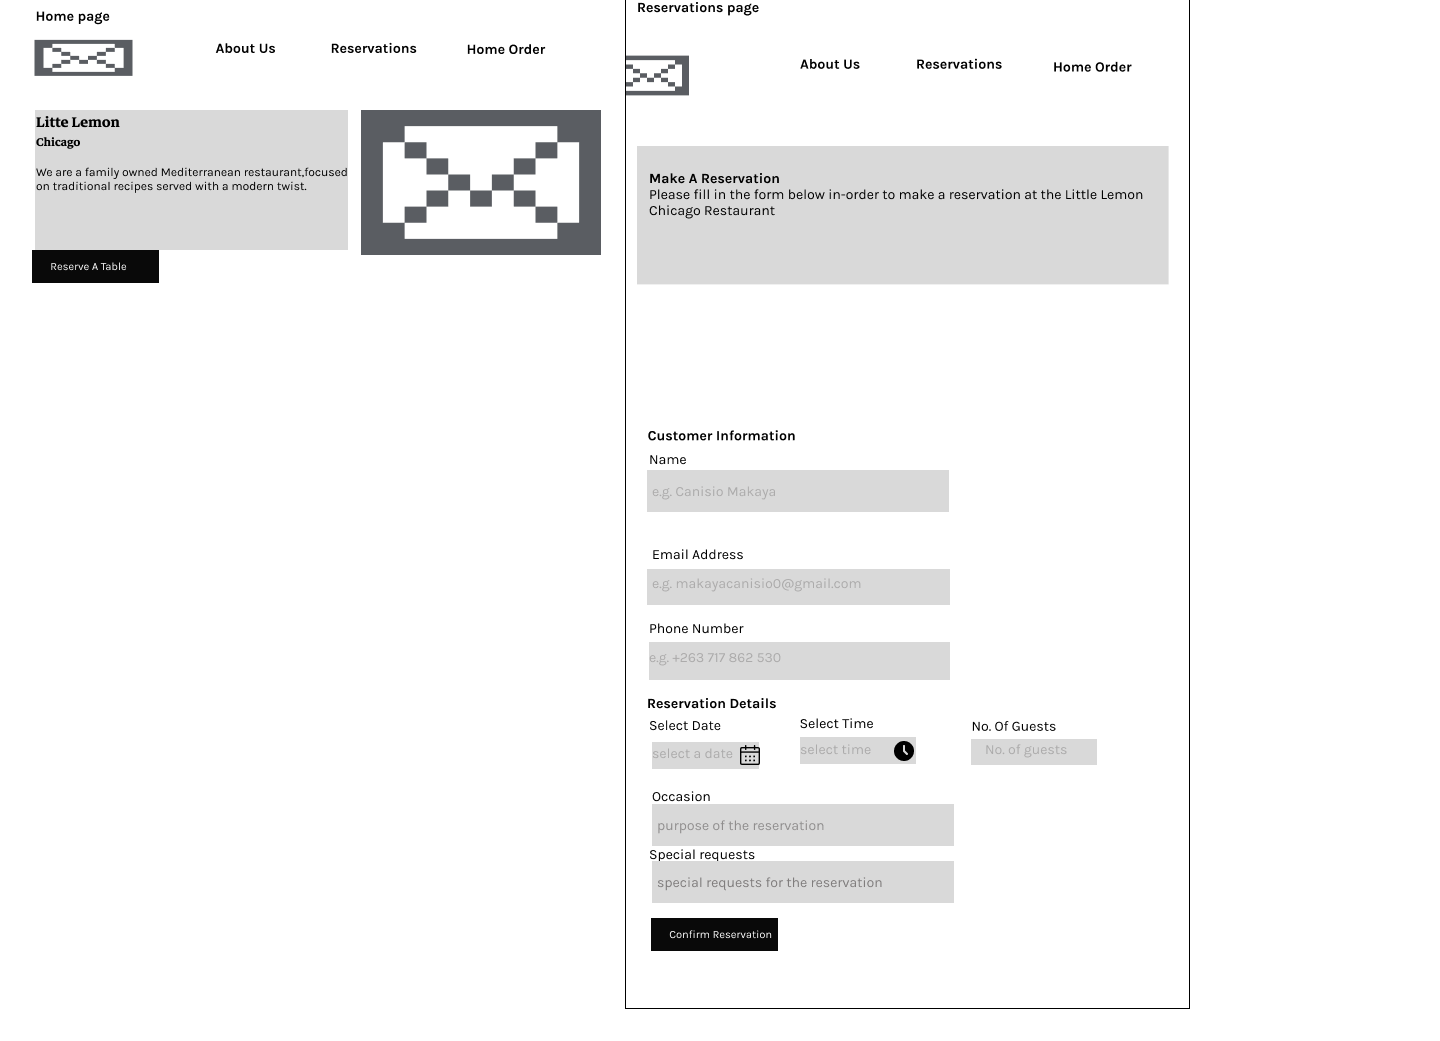 Home page
About Us
Reservations
Home Order
Litte Lemon
Chicago
We are a family owned Mediterranean restaurant,focused
on traditional recipes served with a modern twist.
Reserve A Table
Reservations page
About Us
Reservations
Home Order
Make A Reservation
Please fill in the form below in-order to make a reservation at the Little Lemon
Chicago Restaurant
Customer Information
Name
e.g. Canisio Makaya
Email Address
e.g. makayacanisio0@gmail.com
Phone Number
e.g. +263 717 862 530
Reservation Details
Select Date
Select Time
No. Of Guests
select a date
select time
No. of guests
Occasion
purpose of the reservation
Special requests
special requests for the reservation
Confirm Reservation